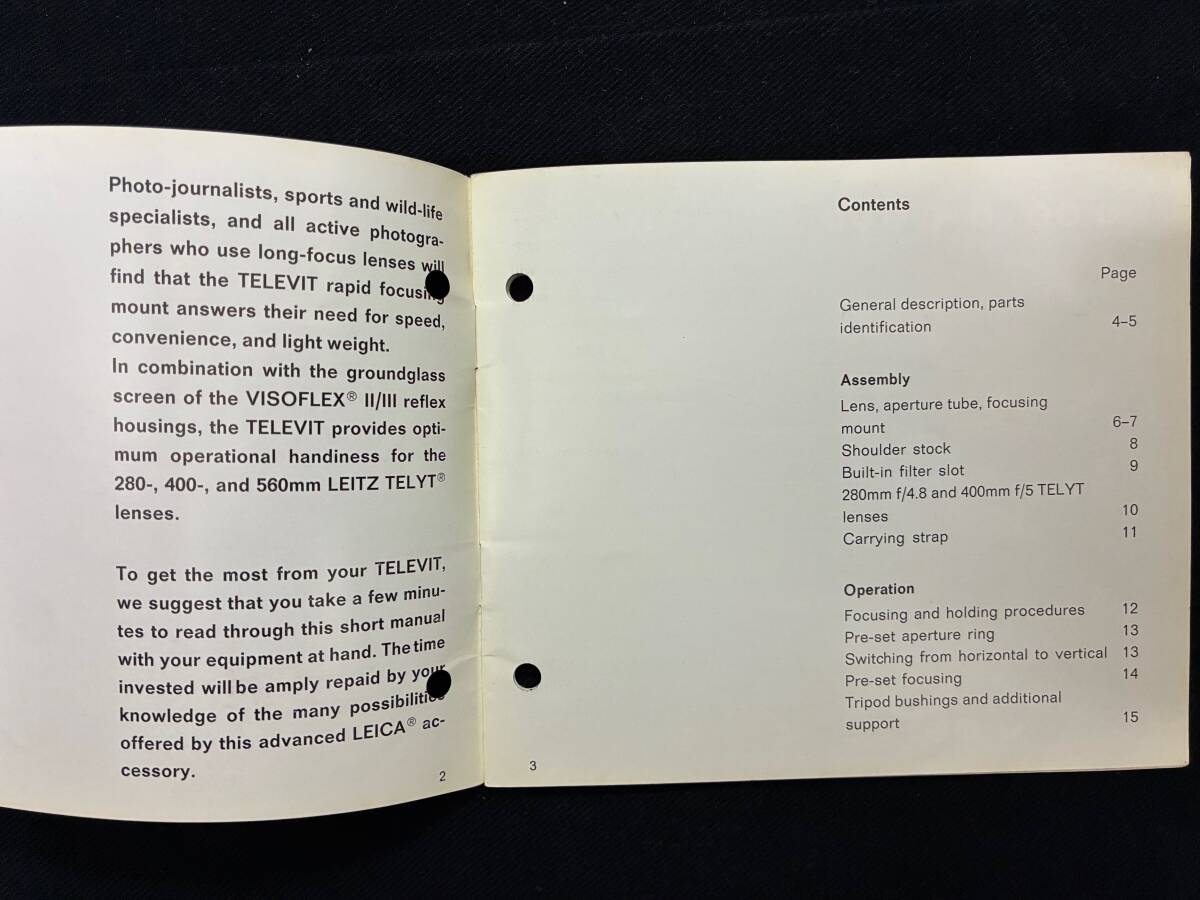 Photo-journalists, sports and wild-life
specialists, and all active photogra-
phers who use long-focus lenses will
find that the TELEVIT rapid focusing
mount answers their need for speed,
convenience, and light weight.
In combination with the groundglass
screen of the VISOFLEX® II/III reflex
housings, the TELEVIT provides opti-
mum operational handiness for the
280-, 400-, and 560mm LEITZ TELYT®
lenses.
To get the most from your TELEVIT,
we suggest that you take a few minu-
tes to read through this short manual
with your equipment at hand. The time
invested will be amply repaid by your
knowledge of the many possibilities
offered by this advanced LEICA® ac-
cessory.
2
Contents
Page
General description, parts
identification 4–5
Assembly
Lens, aperture tube, focusing
mount 6–7
Shoulder stock 8
Built-in filter slot 9
280mm f/4.8 and 400mm f/5 TELYT
lenses 10
Carrying strap 11
Operation
Focusing and holding procedures 12
Pre-set aperture ring 13
Switching from horizontal to vertical 13
Pre-set focusing 14
Tripod bushings and additional
support 15
3